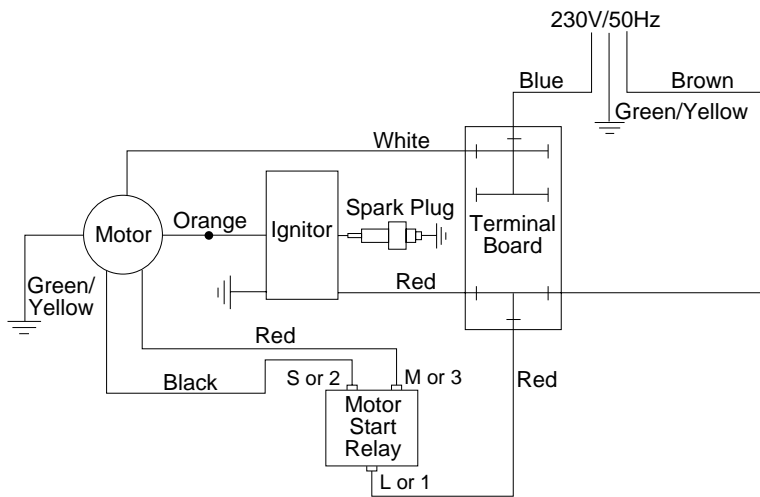 230V/50Hz
Blue
Brown
Green/Yellow
White
Orange
Ignitor
Spark Plug
Motor
Terminal
Board
Green/
Yellow
Red
Red
Black
S or 2
M or 3
Red
Motor
Start
Relay
L or 1